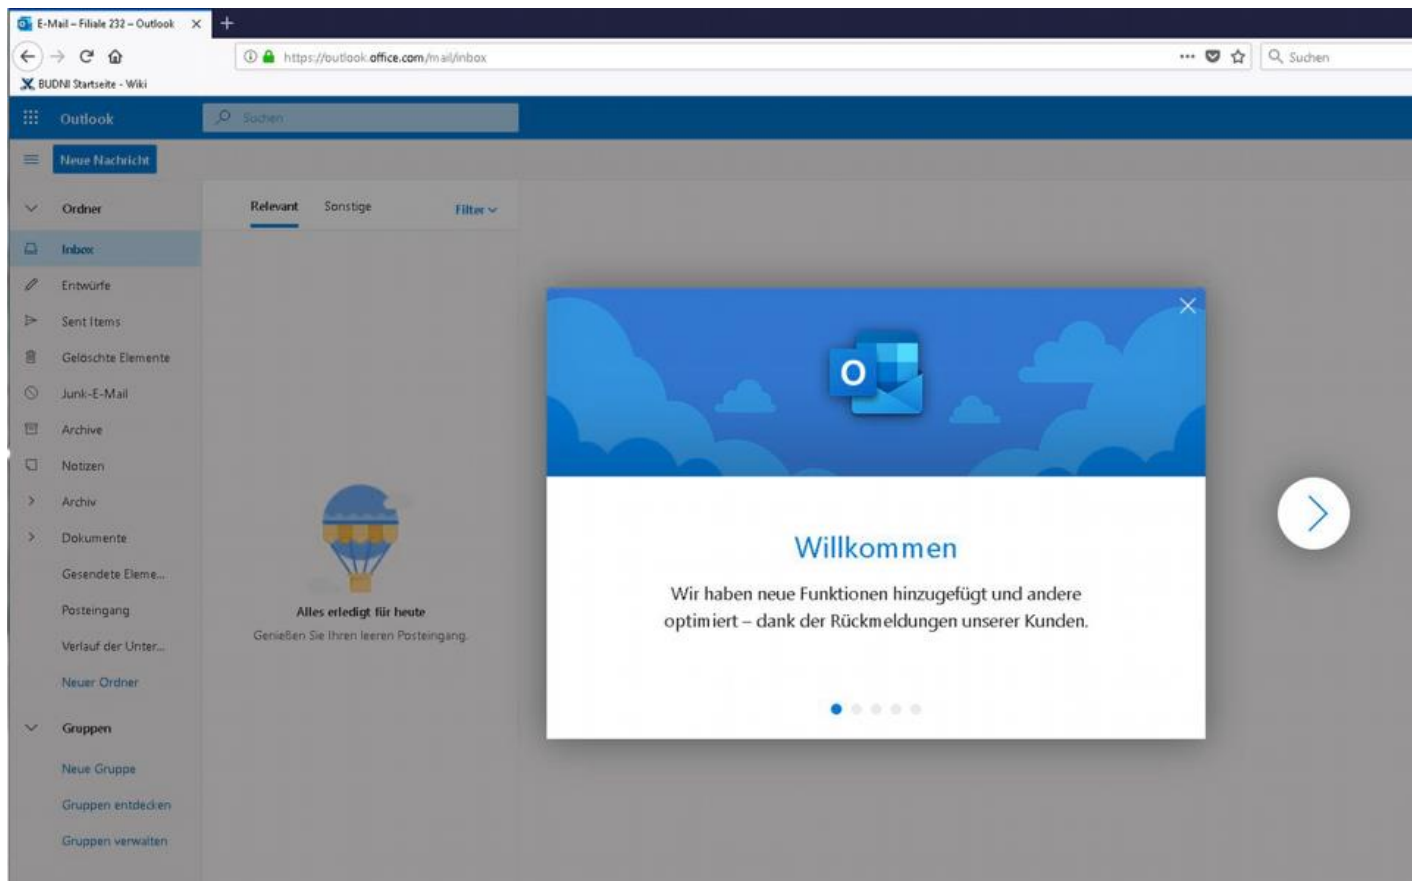 E-Mail – Filiale 232 – Outlook
https://outlook.office.com/mail/inbox
Suchen
BUDNI Startseite - Wiki
Outlook
Suchen
Neue Nachricht
Ordner
Relevant Sonstige Filter
Inbox
Entwürfe
Sent Items
Gelöschte Elemente
Junk-E-Mail
Archive
Notizen
Archiv
Dokumente
Gesendete Eleme...
Posteingang
Verlauf der Unter...
Neuer Ordner
Gruppen
Neue Gruppe
Gruppen entdecken
Gruppen verwalten
Alles erledigt für heute
Genießen Sie Ihren leeren Posteingang.
O
Willkommen
Wir haben neue Funktionen hinzugefügt und andere
optimiert – dank der Rückmeldungen unserer Kunden.